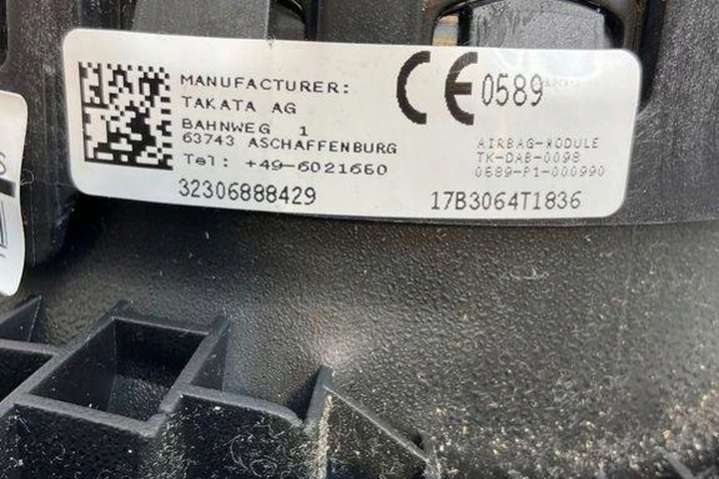 MANUFACTURER:
TAKATA AG
BAHNWEG 1
63743 ASCHAFFENBURG
Tel: +49-6021650
32306888429
CE 0589
AIRBAG-MODULE
TK-DAB-0098
0589-P1-000990
17B3064T1836
S